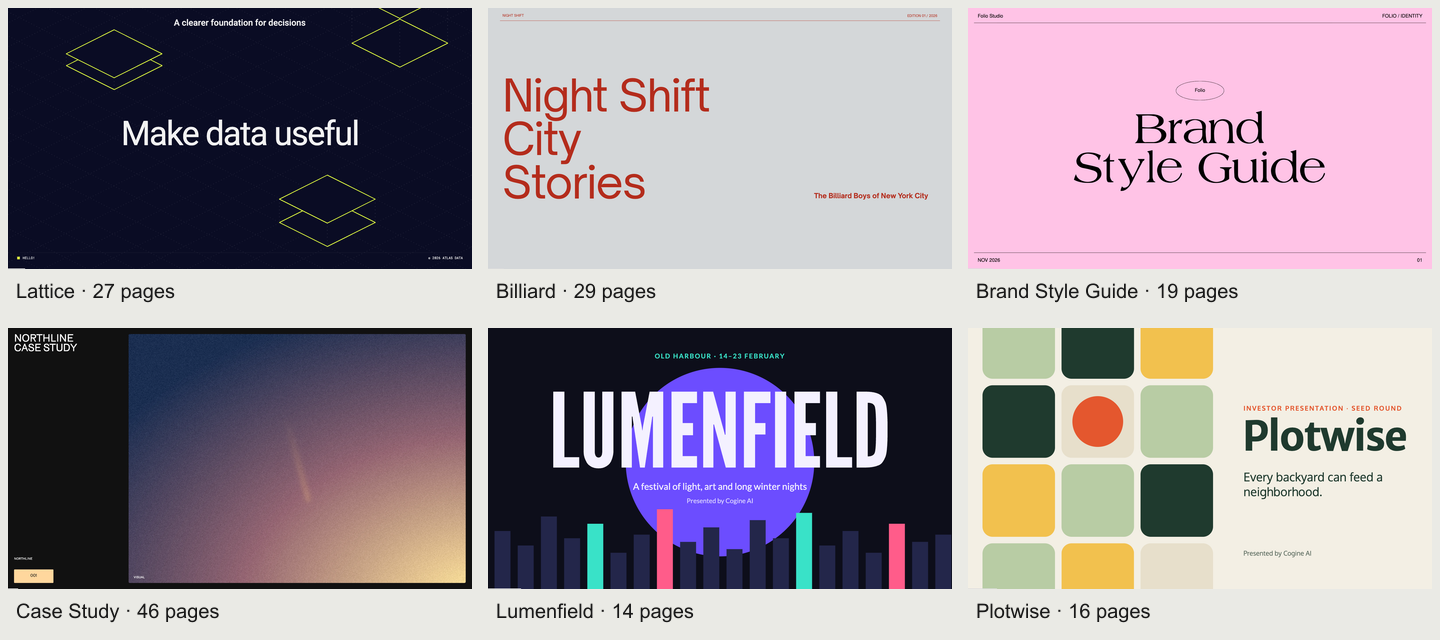 A clearer foundation for decisions
Make data useful
HELLO!
© 2026 ATLAS DATA
Lattice · 27 pages
NIGHT SHIFT
EDITION 01 / 2026
Night Shift
City
Stories
The Billiard Boys of New York City
Billiard · 29 pages
Folio Studio
FOLIO / IDENTITY
Folio
Brand
Style Guide
NOV 2026
01
Brand Style Guide · 19 pages
NORTHLINE
CASE STUDY
NORTHLINE
GO!
VISUAL
Case Study · 46 pages
OLD HARBOUR · 14–23 FEBRUARY
LUMENFIELD
A festival of light, art and long winter nights
Presented by Cogine AI
Lumenfield · 14 pages
INVESTOR PRESENTATION · SEED ROUND
Plotwise
Every backyard can feed a
neighborhood.
Presented by Cogine AI
Plotwise · 16 pages